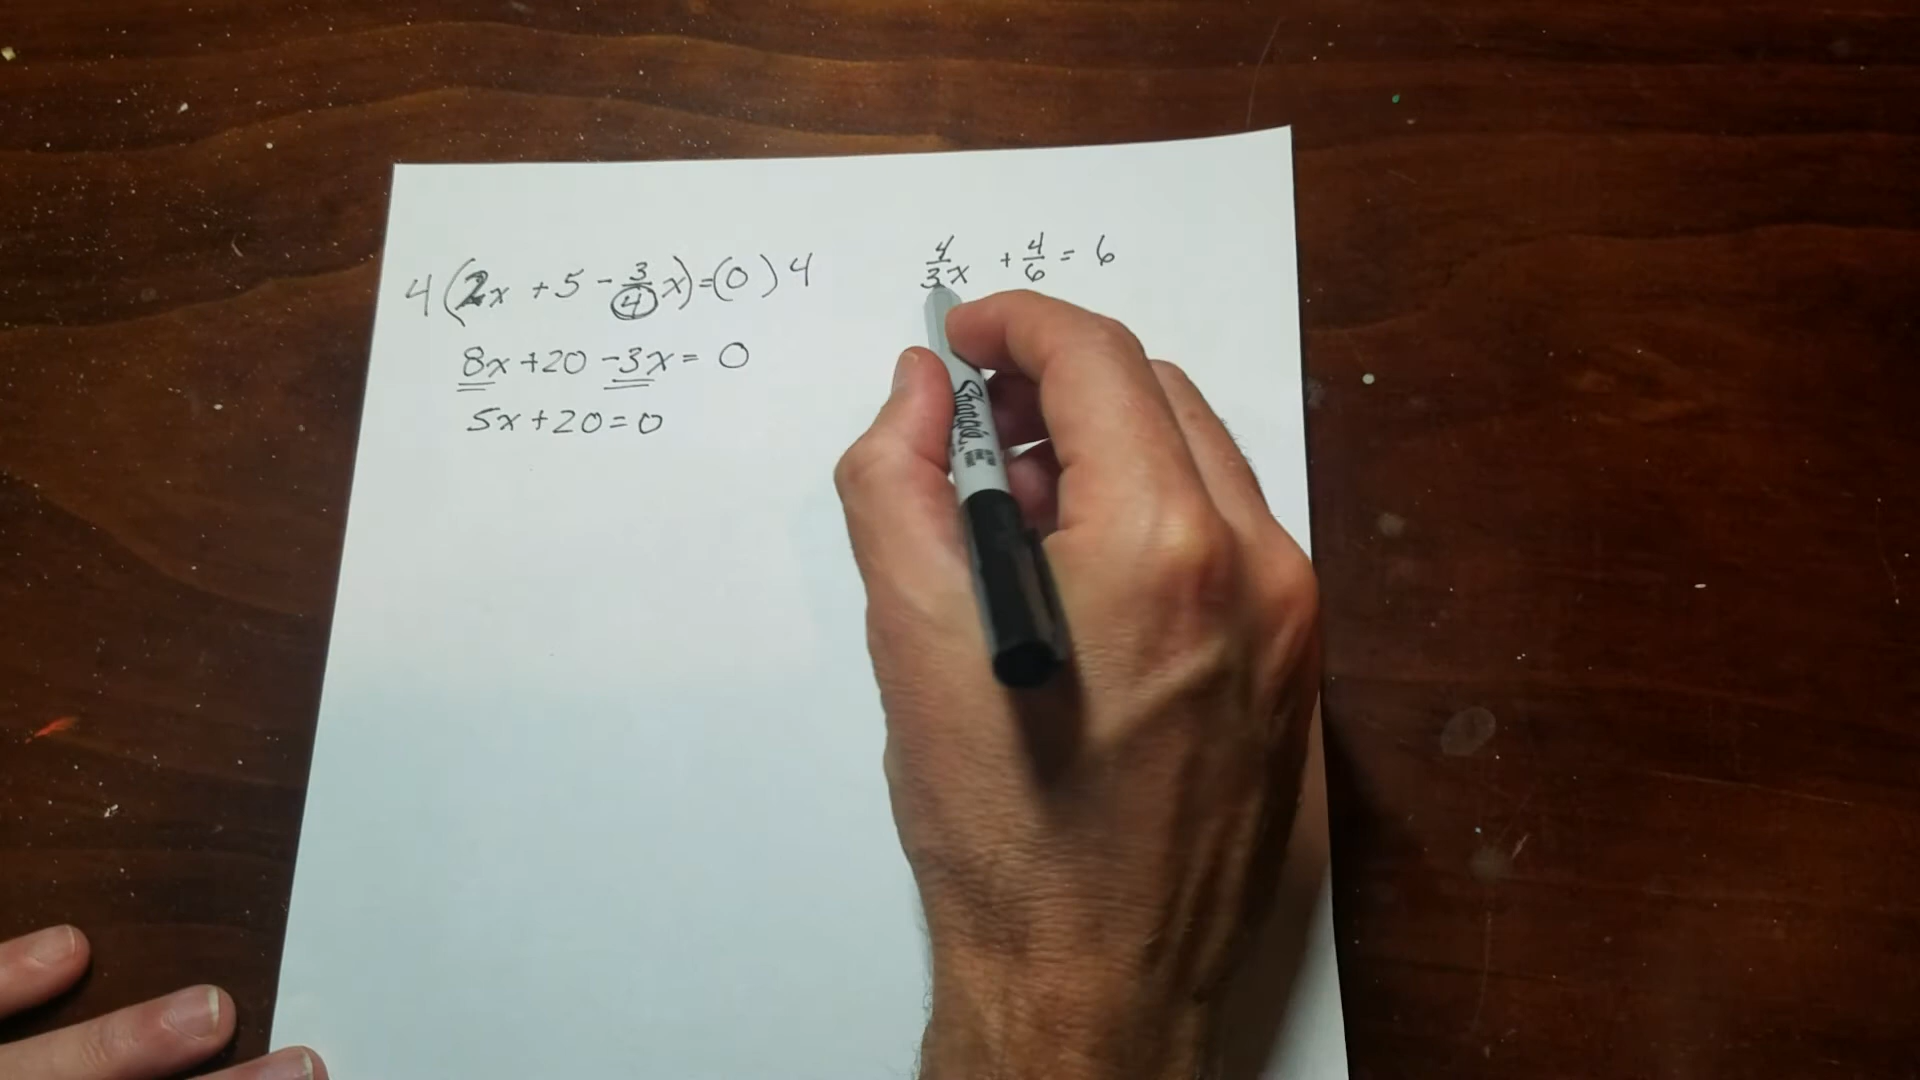 4(2x + 5 - 3/4 x) = (0)4
8x + 20 - 3x = 0
5x + 20 = 0
4/3 x + 4/6 = 6
Sharpie